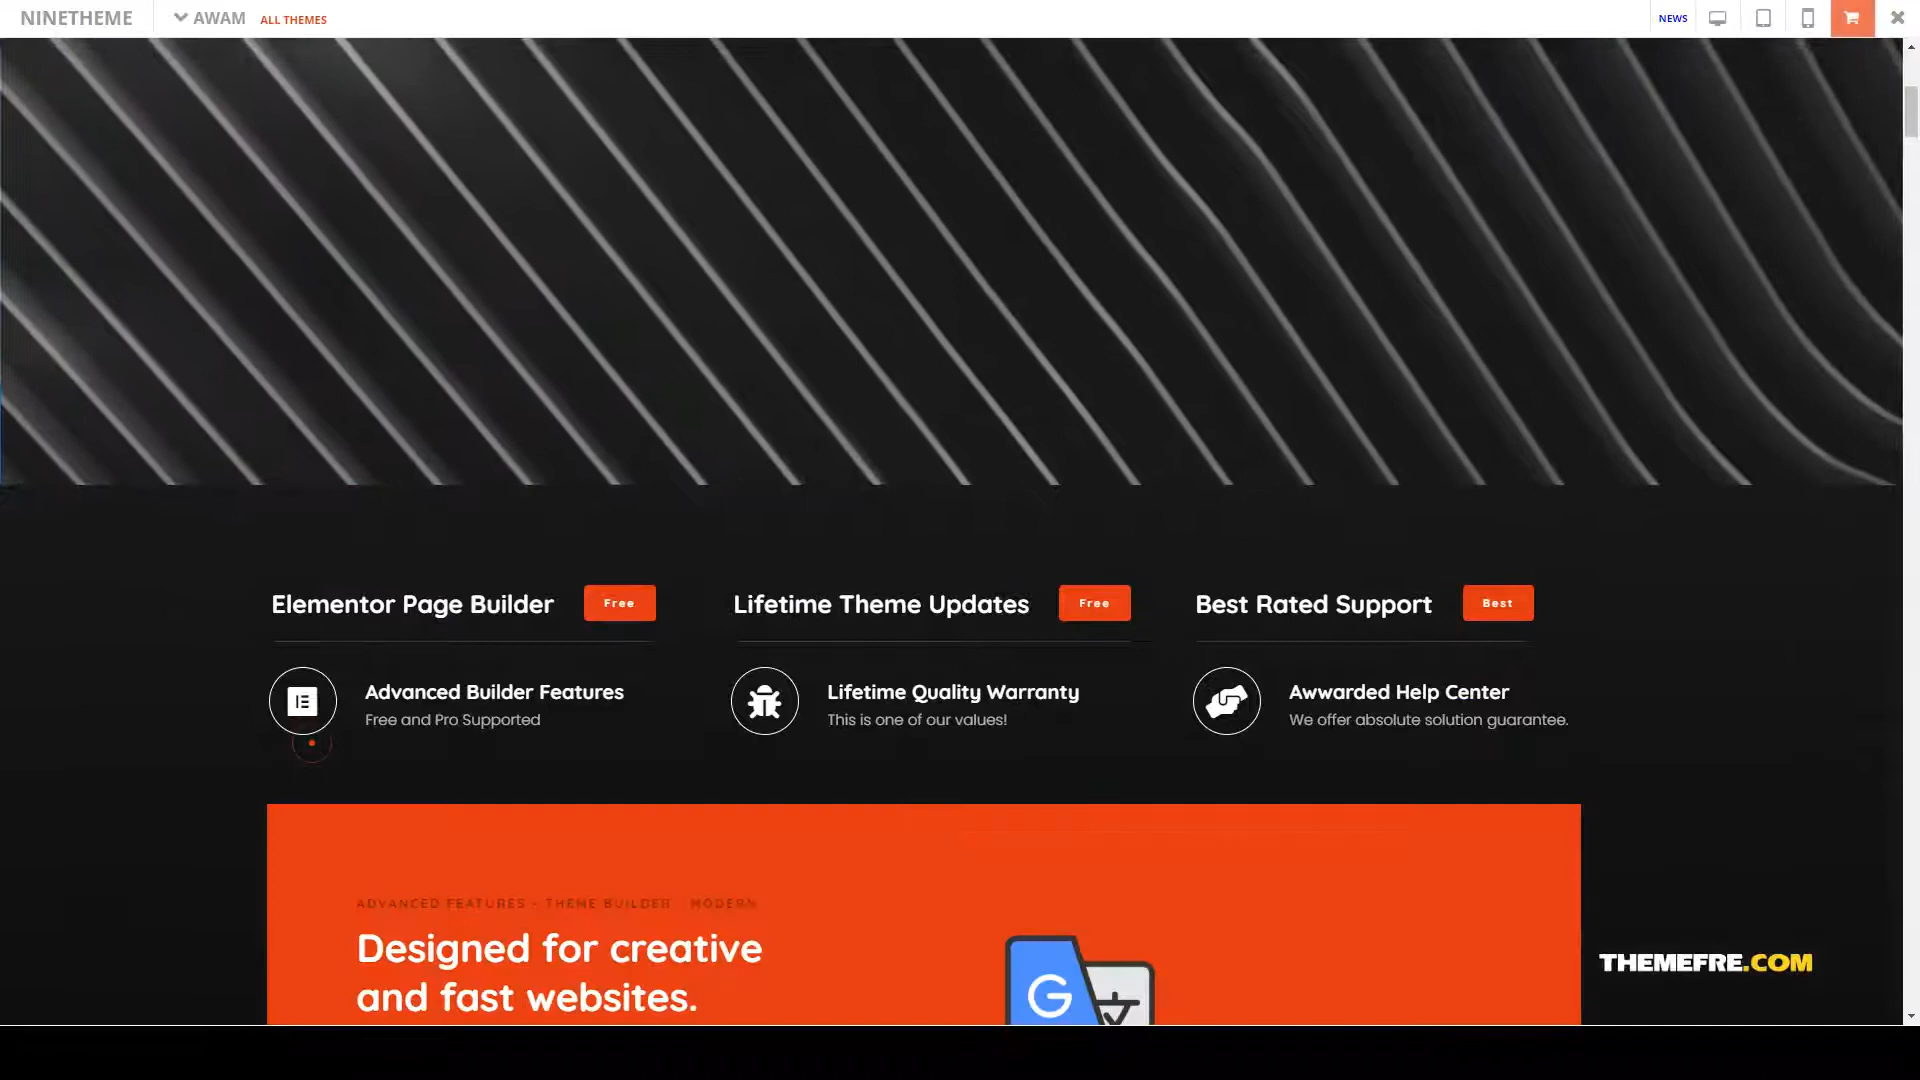 NINETHEME
AWAM
ALL THEMES
NEWS
Elementor Page Builder
Free
Lifetime Theme Updates
Free
Best Rated Support
Best
Advanced Builder Features
Free and Pro Supported
Lifetime Quality Warranty
This is one of our values!
Awwarded Help Center
We offer absolute solution guarantee.
ADVANCED FEATURES - THEME BUILDER - MODERN
Designed for creative
and fast websites.
G
THEMEFRE.COM